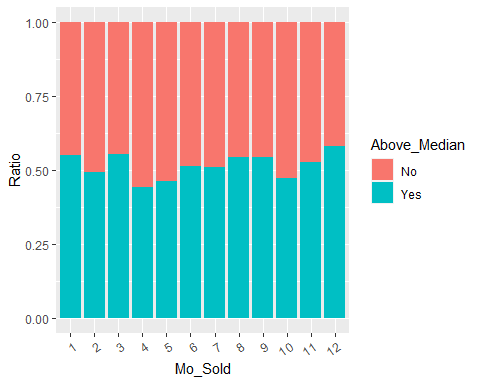 1.00
0.75
0.50
0.25
0.00
Ratio
1 2 3 4 5 6 7 8 9 10 11 12
Mo_Sold
Above_Median
No
Yes